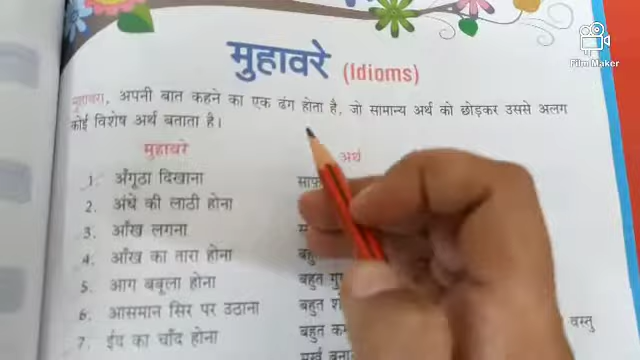 Film Maker
मुहावरे (Idioms)
मुहावरा, अपनी बात कहने का एक ढंग होता है, जो सामान्य अर्थ को छोड़कर उससे अलग
कोई विशेष अर्थ बताता है।
मुहावरे अर्थ
1. अँगूठा दिखाना
2. अंधे की लाठी होना
3. आँख लगना
4. आँख का तारा होना
5. आग बबूला होना बहुत
6. आसमान सिर पर उठाना बहुत
7. ईद का चाँद होना बहुत वस्तु